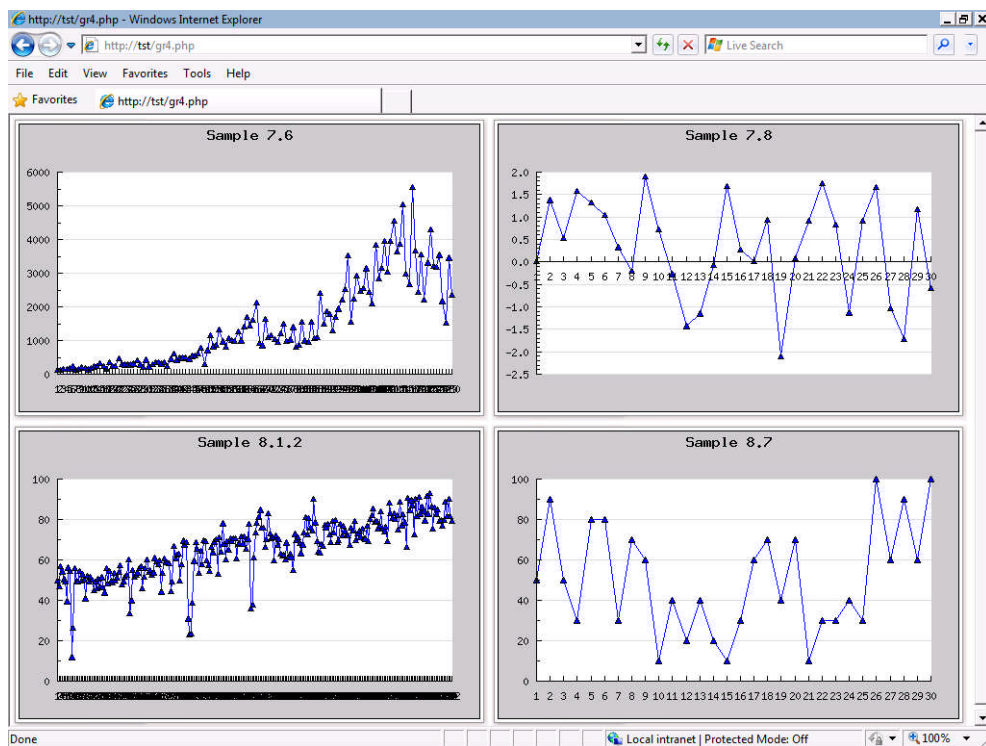 http://tst/gr4.php - Windows Internet Explorer
http://tst/gr4.php
Live Search
File Edit View Favorites Tools Help
Favorites
http://tst/gr4.php
Sample 7.6
6000
5000
4000
3000
2000
1000
0
Sample 7.8
2.0
1.5
1.0
0.5
0.0
-0.5
-1.0
-1.5
-2.0
-2.5
1 2 3 4 5 6 7 8 9 10 11 12 13 14 15 16 17 18 19 20 21 22 23 24 25 26 27 28 29 30
Sample 8.1.2
100
80
60
40
20
0
Sample 8.7
100
80
60
40
20
0
1 2 3 4 5 6 7 8 9 10 11 12 13 14 15 16 17 18 19 20 21 22 23 24 25 26 27 28 29 30
Done
Local intranet | Protected Mode: Off
100%